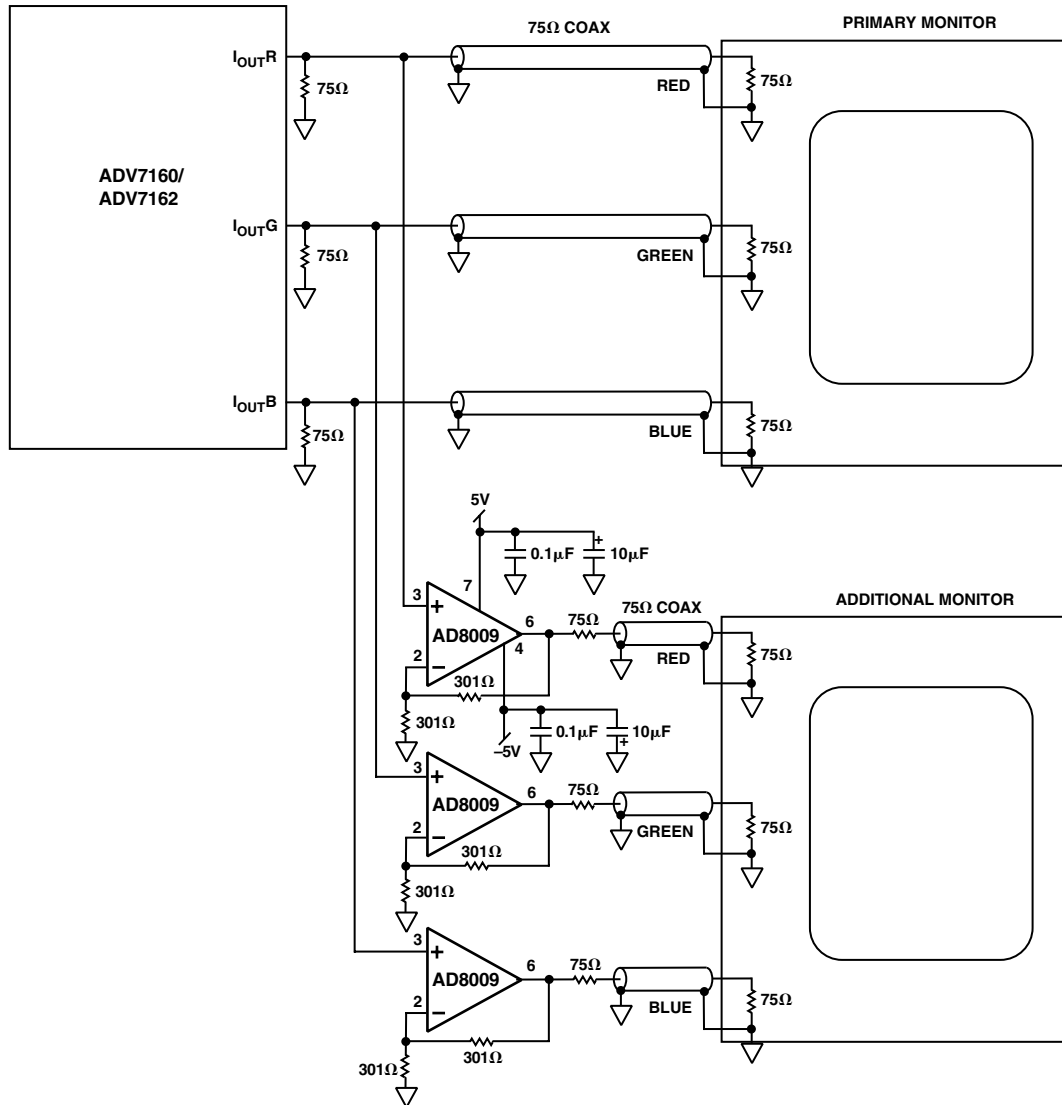 75Ω COAX
PRIMARY MONITOR
IOUTR
75Ω
RED
75Ω
ADV7160/
ADV7162
IOUTG
75Ω
GREEN
75Ω
IOUTB
75Ω
BLUE
75Ω
5V
+
0.1μF
10μF
7
ADDITIONAL MONITOR
3
+
AD8009
6
75Ω
75Ω COAX
4
2
–
RED
75Ω
301Ω
301Ω
0.1μF
10μF
+
–5V
3
+
AD8009
6
75Ω
2
–
GREEN
75Ω
301Ω
301Ω
3
+
AD8009
6
75Ω
2
–
BLUE
75Ω
301Ω
301Ω